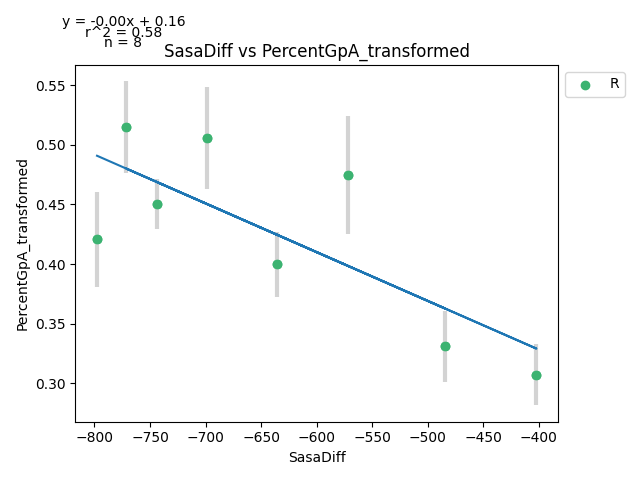 y = -0.00x + 0.16
r^2 = 0.58
n = 8
SasaDiff vs PercentGpA_transformed
R
0.55
0.50
0.45
0.40
0.35
0.30
PercentGpA_transformed
−800 −750 −700 −650 −600 −550 −500 −450 −400
SasaDiff